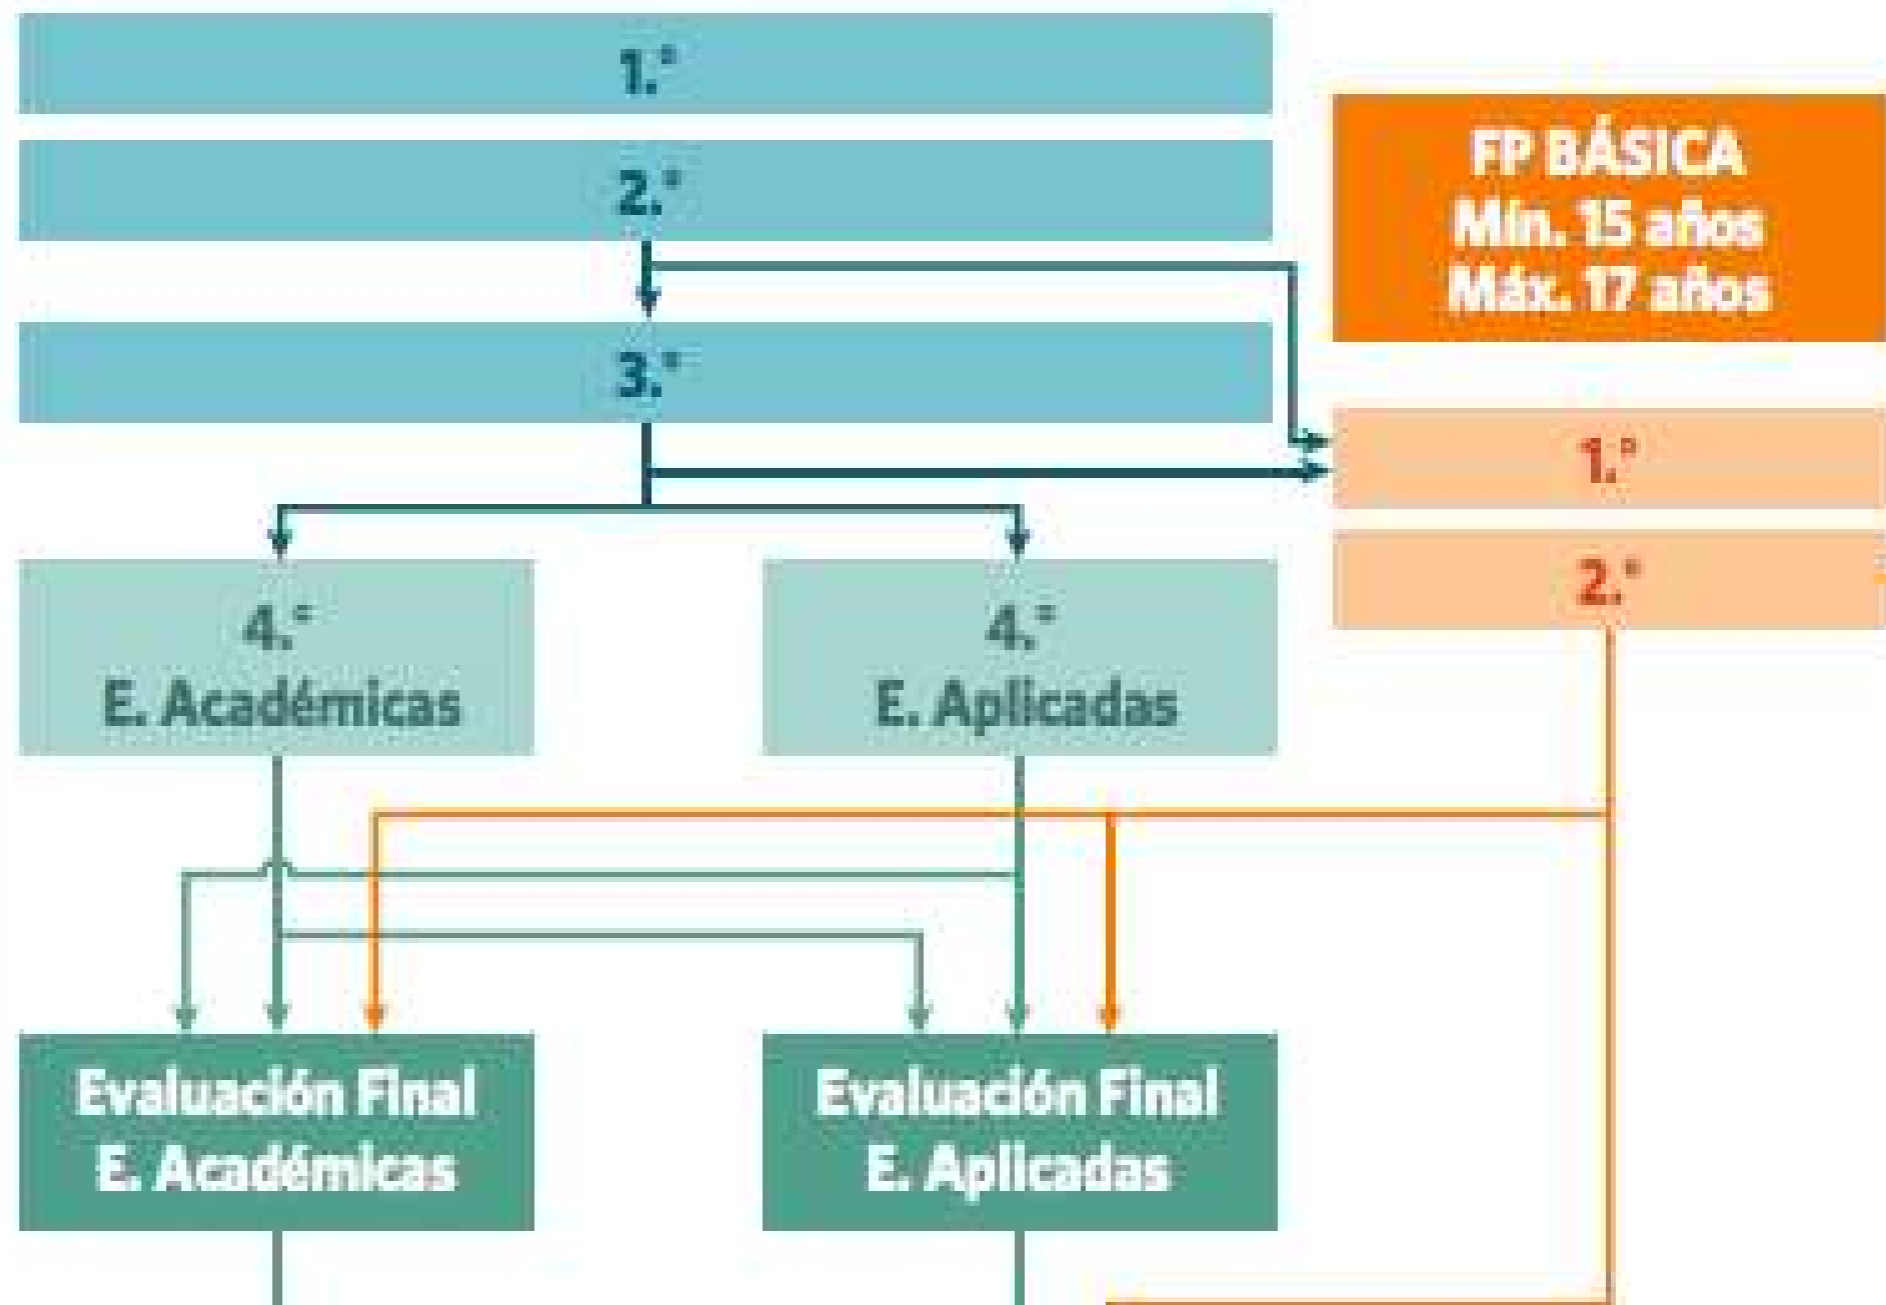 1.º
2.º
3.º
FP BÁSICA
Mín. 15 años
Máx. 17 años
1.º
2.º
4.º
E. Académicas
4.º
E. Aplicadas
Evaluación Final
E. Académicas
Evaluación Final
E. Aplicadas